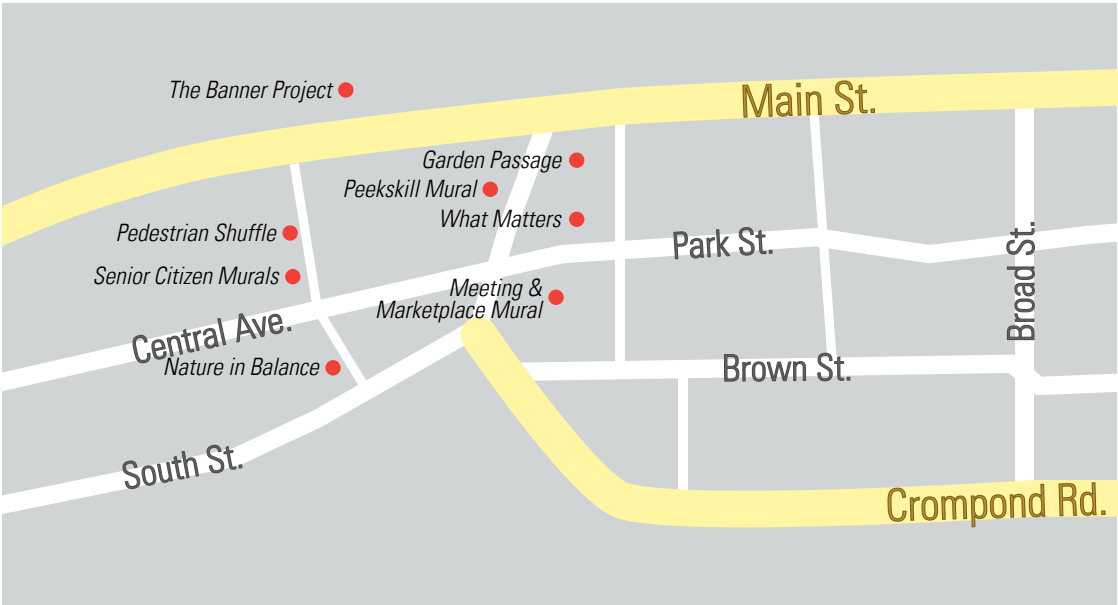 The Banner Project
Main St.
Garden Passage
Peekskill Mural
What Matters
Pedestrian Shuffle
Park St.
Senior Citizen Murals
Broad St.
Meeting &
Marketplace Mural
Central Ave.
Nature in Balance
Brown St.
South St.
Crompond Rd.